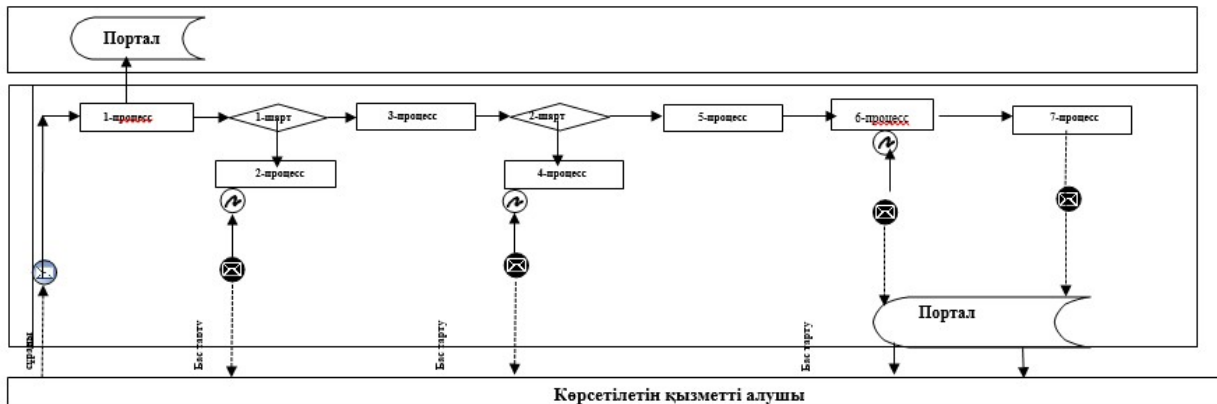 Портал
1-процесс
1-шарт
3-процесс
2-шарт
5-процесс
6-процесс
7-процесс
2-процесс
4-процесс
Портал
сұраны
Бас тарту
Бас тарту
Бас тарту
Көрсетілетін қызметті алушы